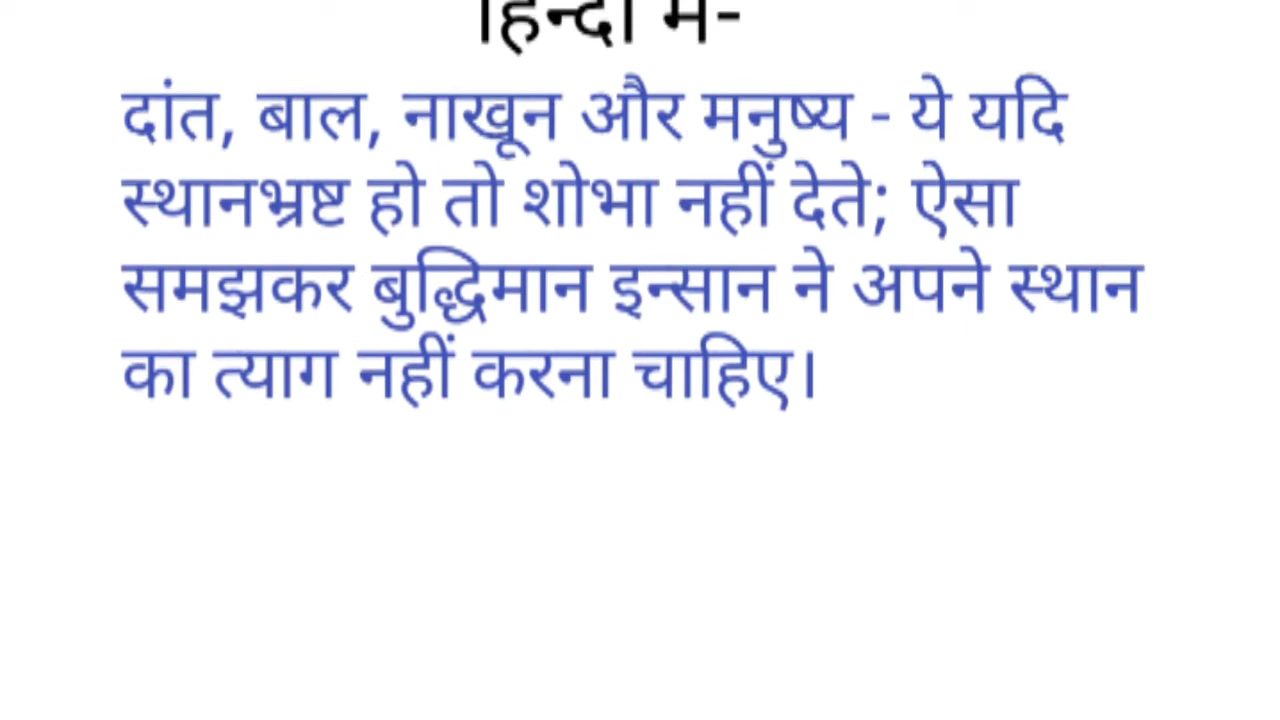 हिन्दी में-
दांत, बाल, नाखून और मनुष्य - ये यदि
स्थानभ्रष्ट हो तो शोभा नहीं देते; ऐसा
समझकर बुद्धिमान इन्सान ने अपने स्थान
का त्याग नहीं करना चाहिए।